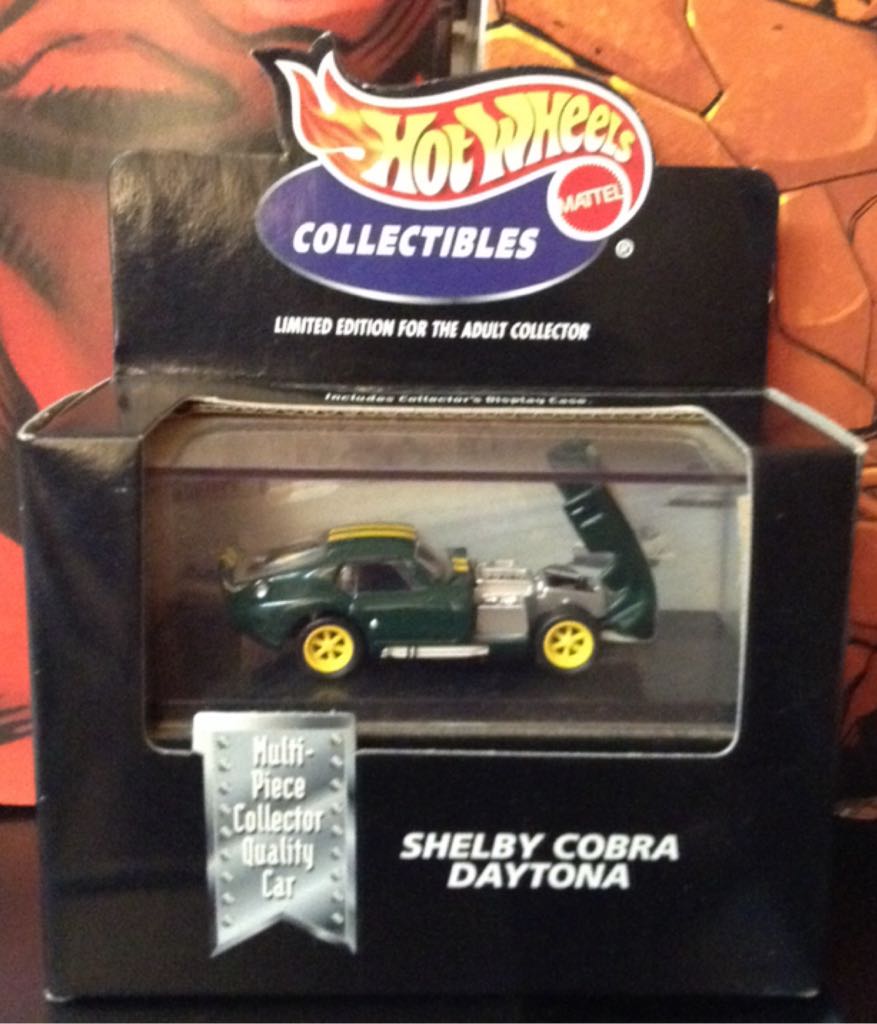 HOT WHEELS
MATTEL
COLLECTIBLES
®
LIMITED EDITION FOR THE ADULT COLLECTOR
Includes Collector's Display Case.
Multi-
Piece
Collector
Quality
Car
SHELBY COBRA
DAYTONA